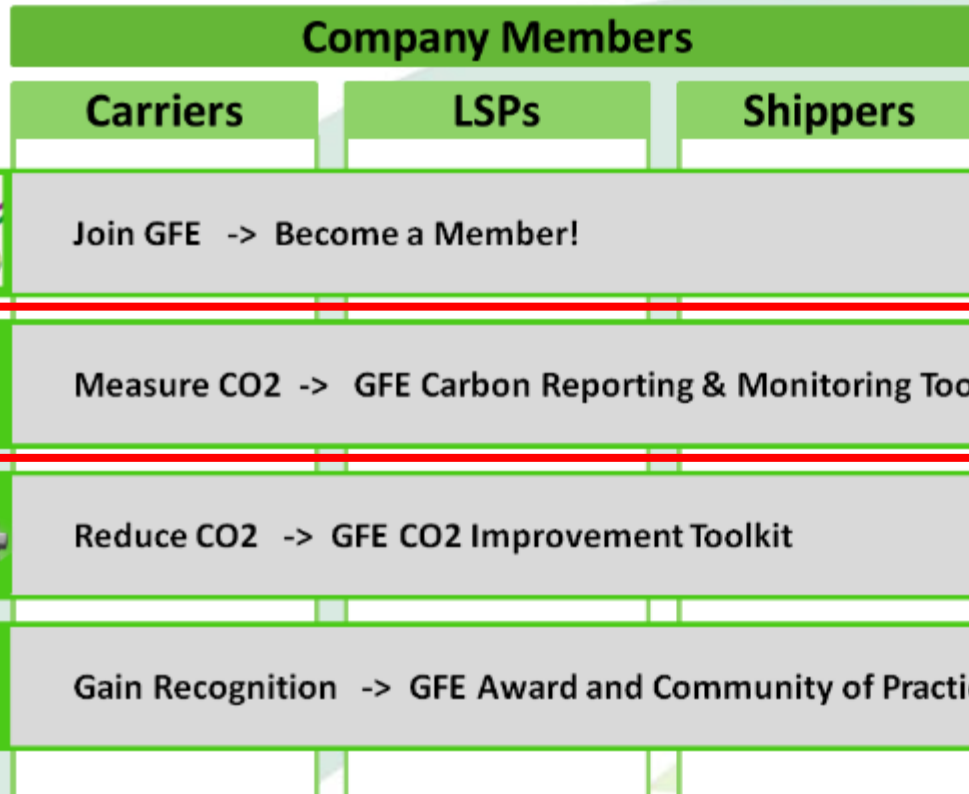 Company Members
Carriers LSPs Shippers
Join GFE -> Become a Member!
Measure CO2 -> GFE Carbon Reporting & Monitoring
Reduce CO2 -> GFE CO2 Improvement Toolkit
Gain Recognition -> GFE Award and Community of